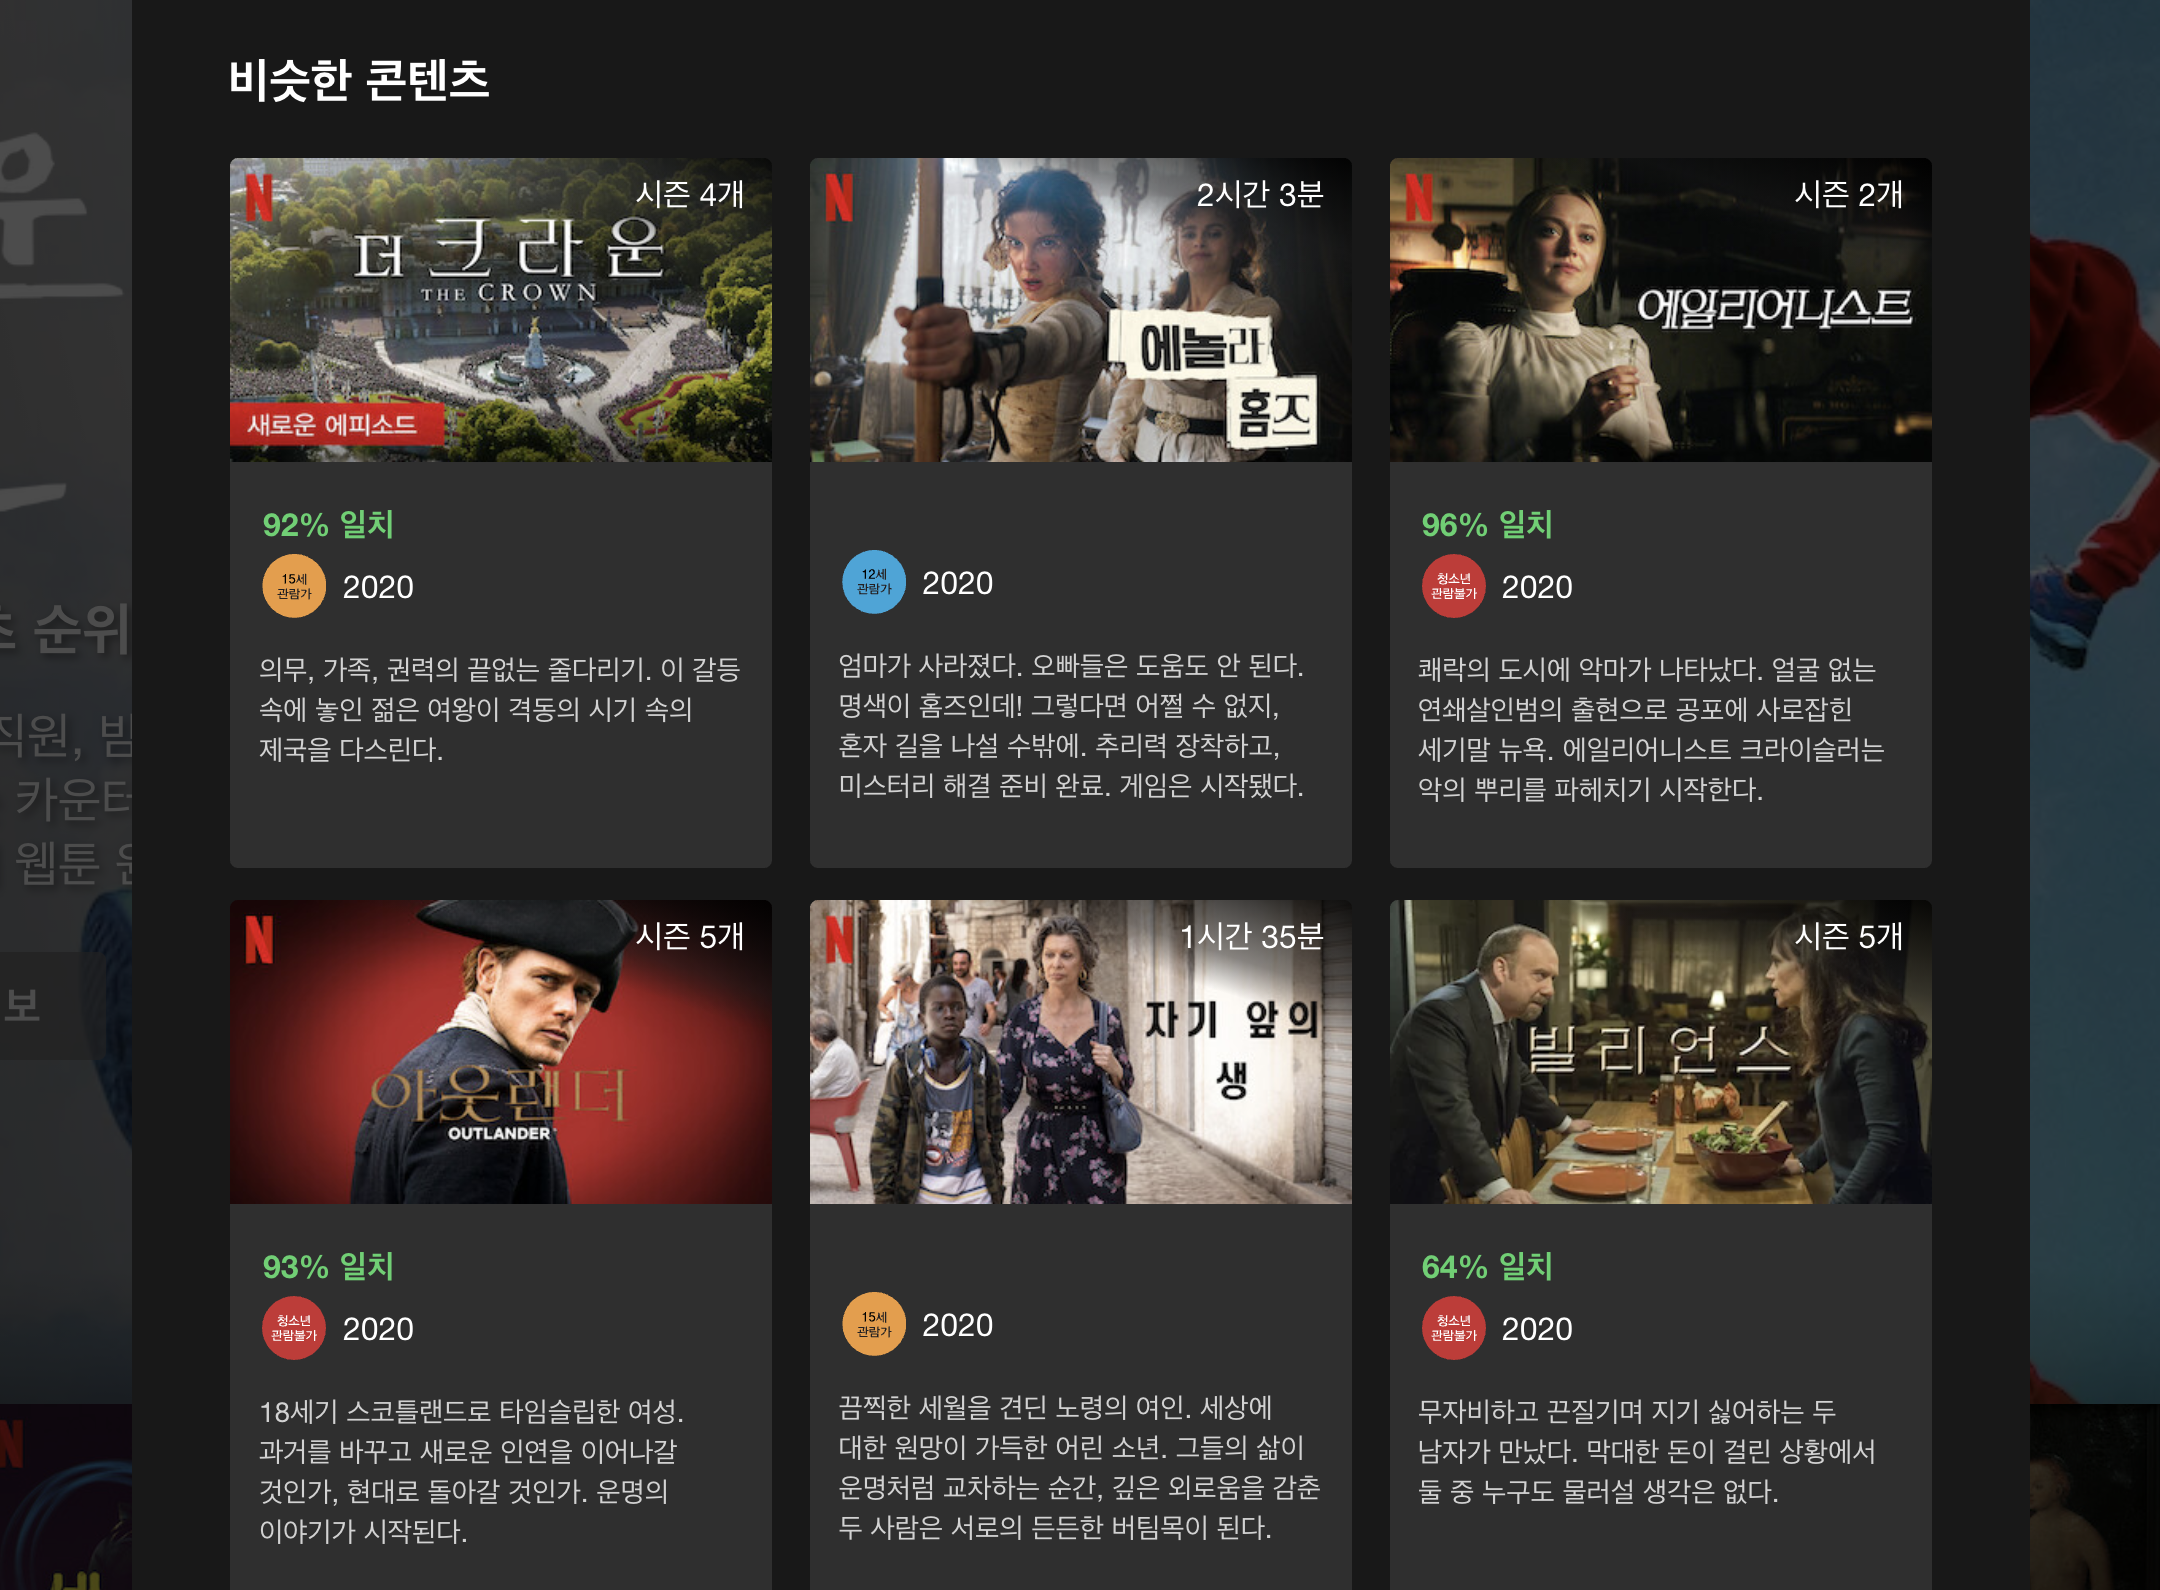 비슷한 콘텐츠
N
시즌 4개
더 크라운
THE CROWN
새로운 에피소드
92% 일치
15세
관람가
2020
의무, 가족, 권력의 끝없는 줄다리기. 이 갈등
속에 놓인 젊은 여왕이 격동의 시기 속의
제국을 다스린다.
N
2시간 3분
에놀라
홈즈
12세
관람가
2020
엄마가 사라졌다. 오빠들은 도움도 안 된다.
명색이 홈즈인데! 그렇다면 어쩔 수 없지,
혼자 길을 나설 수밖에. 추리력 장착하고,
미스터리 해결 준비 완료. 게임은 시작됐다.
N
시즌 2개
에일리어니스트
96% 일치
청소년
관람불가
2020
쾌락의 도시에 악마가 나타났다. 얼굴 없는
연쇄살인범의 출현으로 공포에 사로잡힌
세기말 뉴욕. 에일리어니스트 크라이슬러는
악의 뿌리를 파헤치기 시작한다.
N
시즌 5개
아웃랜더
OUTLANDER
93% 일치
청소년
관람불가
2020
18세기 스코틀랜드로 타임슬립한 여성.
과거를 바꾸고 새로운 인연을 이어나갈
것인가, 현대로 돌아갈 것인가. 운명의
이야기가 시작된다.
N
1시간 35분
자기 앞의
생
15세
관람가
2020
끔찍한 세월을 견딘 노령의 여인. 세상에
대한 원망이 가득한 어린 소년. 그들의 삶이
운명처럼 교차하는 순간, 깊은 외로움을 감춘
두 사람은 서로의 든든한 버팀목이 된다.
시즌 5개
빌리언스
64% 일치
청소년
관람불가
2020
무자비하고 끈질기며 지기 싫어하는 두
남자가 만났다. 막대한 돈이 걸린 상황에서
둘 중 누구도 물러설 생각은 없다.
순위
직원,
카운터
웹툰
보
N